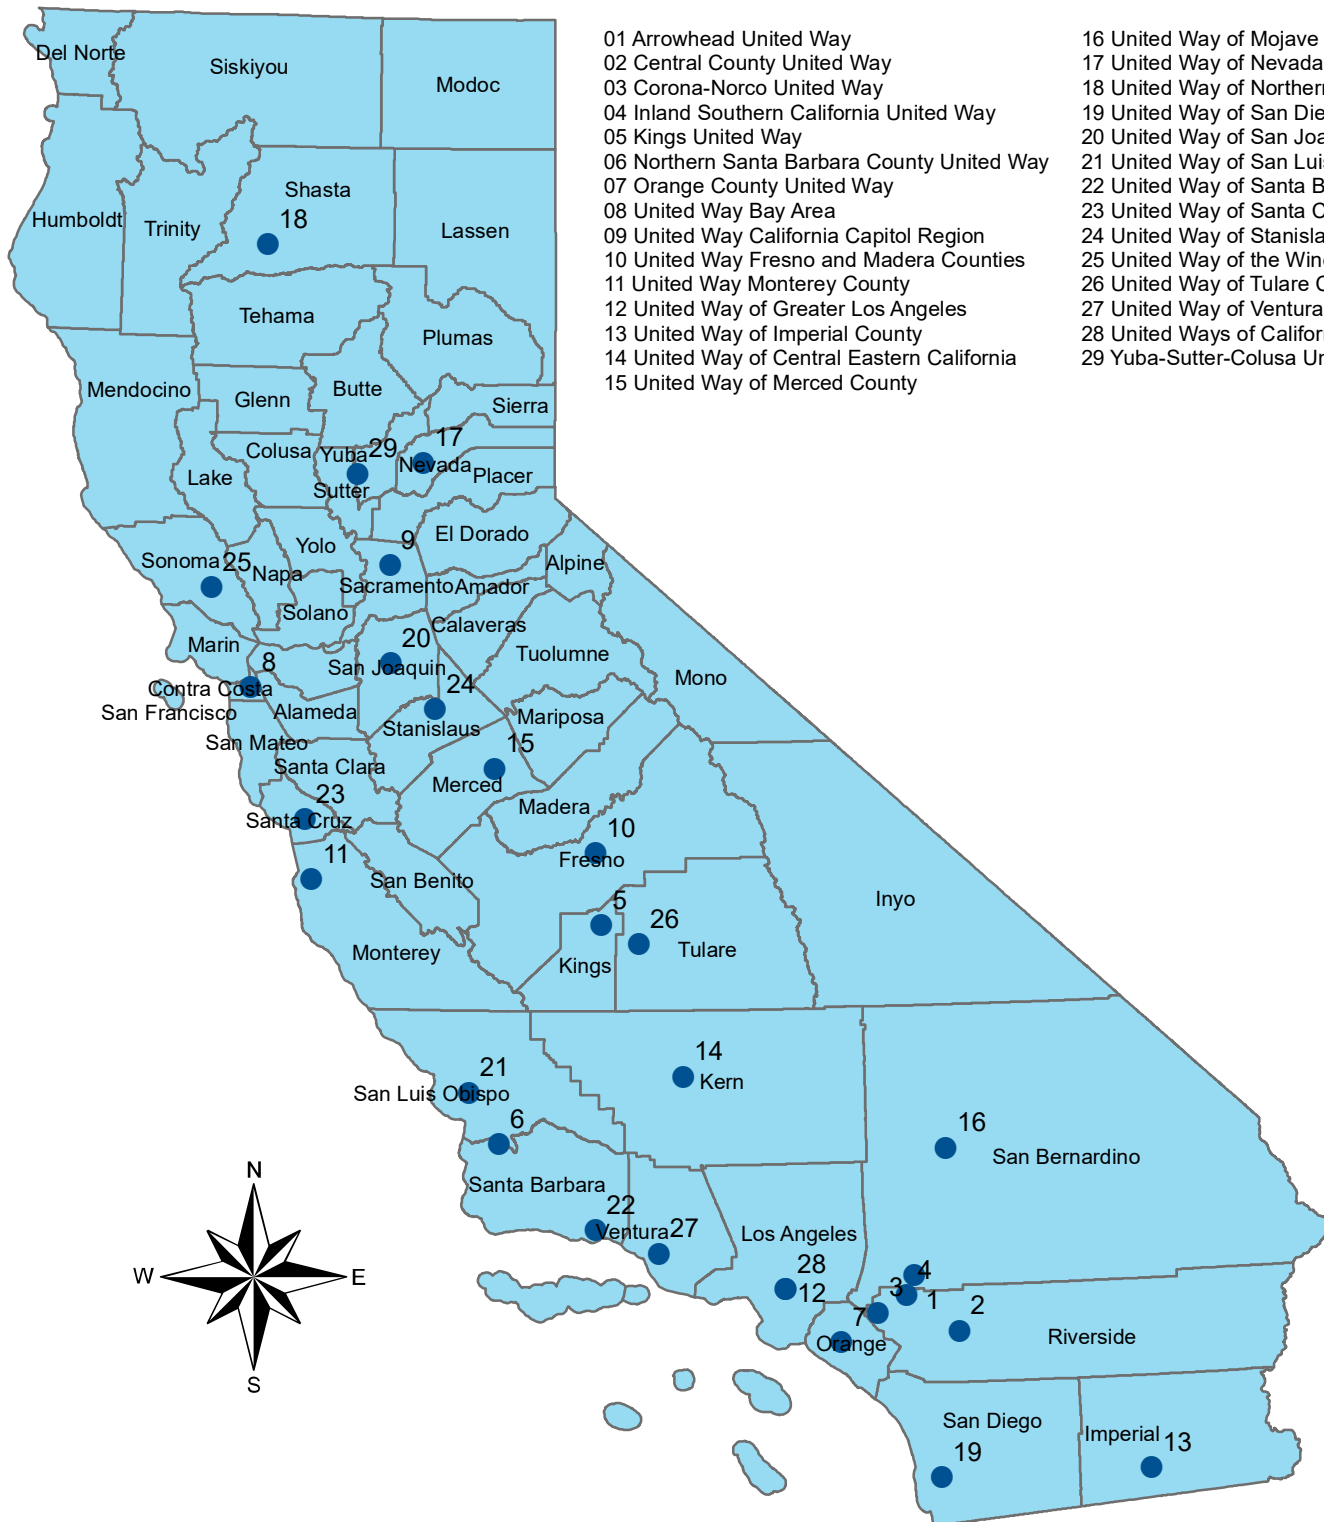 01 Arrowhead United Way
02 Central County United Way
03 Corona-Norco United Way
04 Inland Southern California United Way
05 Kings United Way
06 Northern Santa Barbara County United Way
07 Orange County United Way
08 United Way Bay Area
09 United Way California Capitol Region
10 United Way Fresno and Madera Counties
11 United Way Monterey County
12 United Way of Greater Los Angeles
13 United Way of Imperial County
14 United Way of Central Eastern California
15 United Way of Merced County
16 United Way of Mojave
17 United Way of Nevada
18 United Way of Northern
19 United Way of San Die
20 United Way of San Joa
21 United Way of San Luis
22 United Way of Santa B
23 United Way of Santa C
24 United Way of Stanisla
25 United Way of the Wine
26 United Way of Tulare C
27 United Way of Ventura
28 United Ways of Californ
29 Yuba-Sutter-Colusa Un
Del Norte
Siskiyou
Modoc
Shasta
18
Humboldt
Trinity
Lassen
Tehama
Plumas
Mendocino
Butte
Glenn
Sierra
Colusa
Yuba
29
17
Nevada
Placer
Lake
Sutter
El Dorado
Yolo
9
Sonoma
25
Napa
Alpine
Sacramento
Amador
Solano
Calaveras
Marin
20
Tuolumne
8
San Joaquin
Mono
Contra Costa
24
San Francisco
Alameda
Mariposa
Stanislaus
San Mateo
15
Santa Clara
Merced
23
Madera
Santa Cruz
10
11
Fresno
San Benito
5
Inyo
26
Monterey
Tulare
Kings
14
21
Kern
San Luis Obispo
6
16
San Bernardino
Santa Barbara
22
Ventura
27
Los Angeles
28
12
4
3
1
7
2
Orange
Riverside
San Diego
Imperial
13
19
N
W
E
S